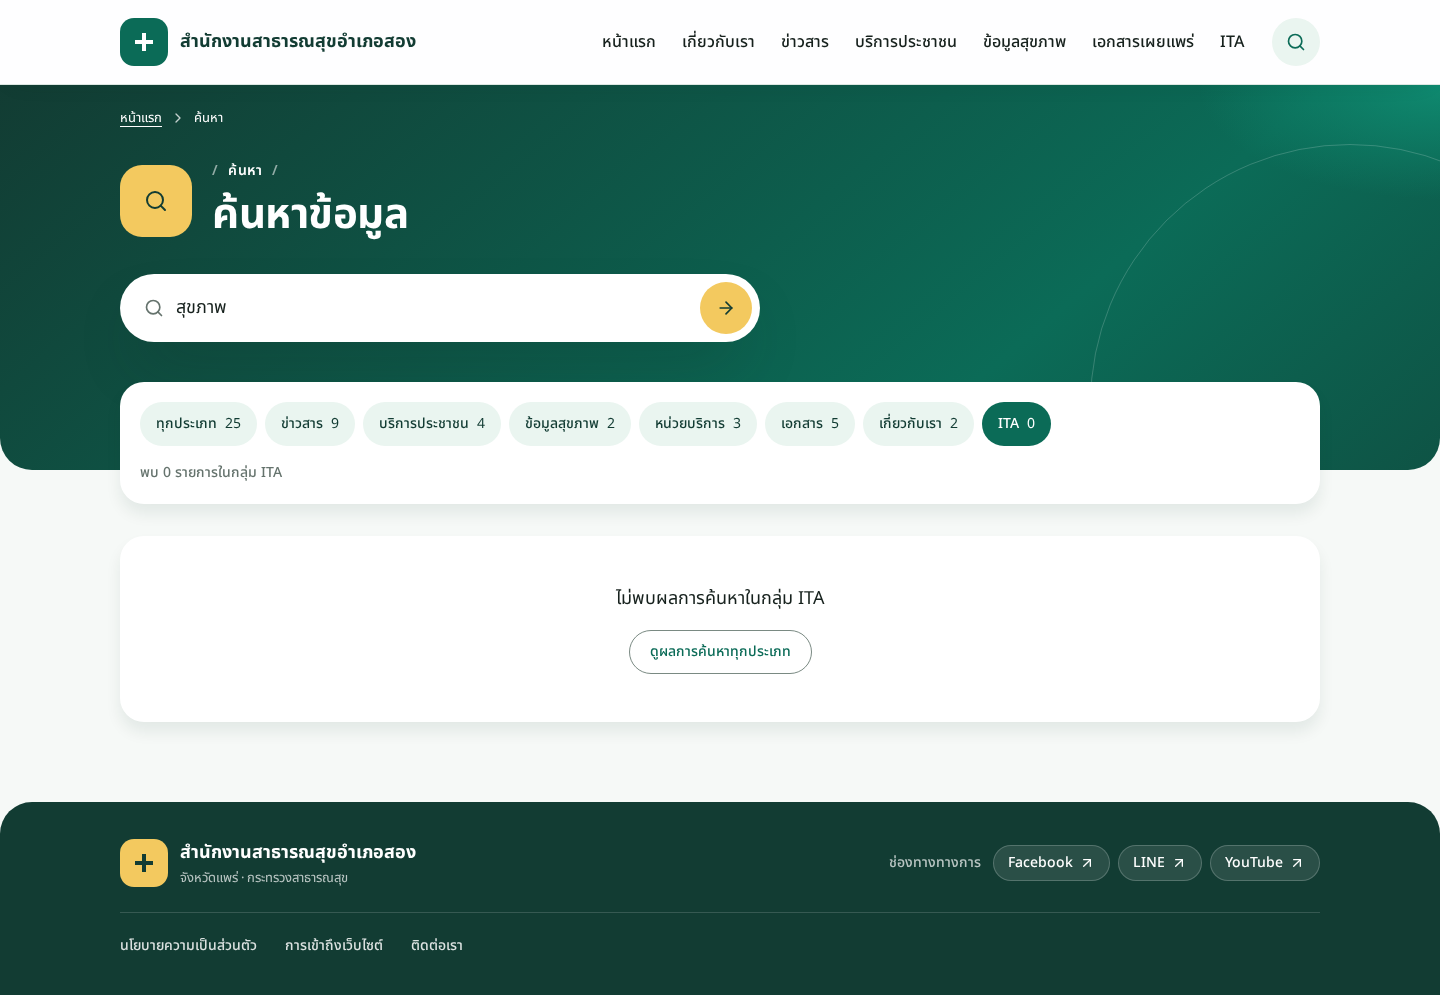 สำนักงานสาธารณสุขอำเภอสอง
หน้าแรก เกี่ยวกับเรา ข่าวสาร บริการประชาชน ข้อมูลสุขภาพ เอกสารเผยแพร่ ITA
หน้าแรก ค้นหา
/ ค้นหา /
ค้นหาข้อมูล
สุขภาพ
ทุกประเภท 25 ข่าวสาร 9 บริการประชาชน 4 ข้อมูลสุขภาพ 2 หน่วยบริการ 3 เอกสาร 5 เกี่ยวกับเรา 2 ITA 0
พบ 0 รายการในกลุ่ม ITA
ไม่พบผลการค้นหาในกลุ่ม ITA
ดูผลการค้นหาทุกประเภท
สำนักงานสาธารณสุขอำเภอสอง
จังหวัดแพร่ · กระทรวงสาธารณสุข
ช่องทางทางการ Facebook LINE YouTube
นโยบายความเป็นส่วนตัว การเข้าถึงเว็บไซต์ ติดต่อเรา